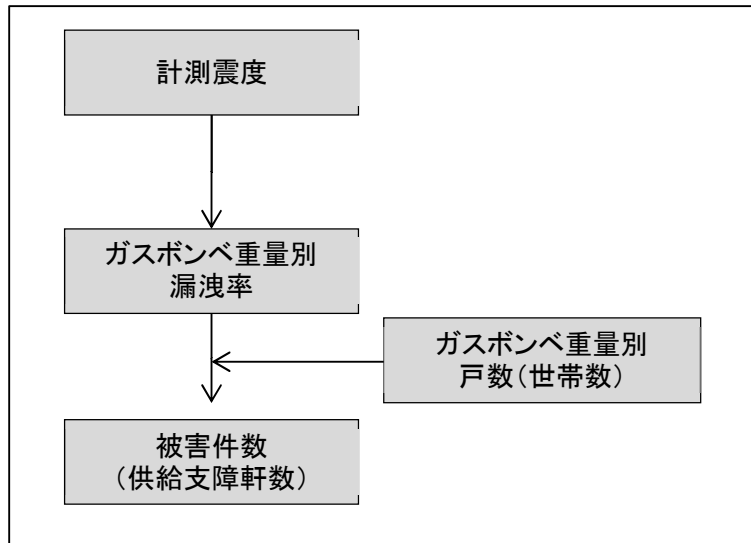 計測震度
ガスボンベ重量別
漏洩率
ガスボンベ重量別
戸数(世帯数)
被害件数
(供給支障軒数)